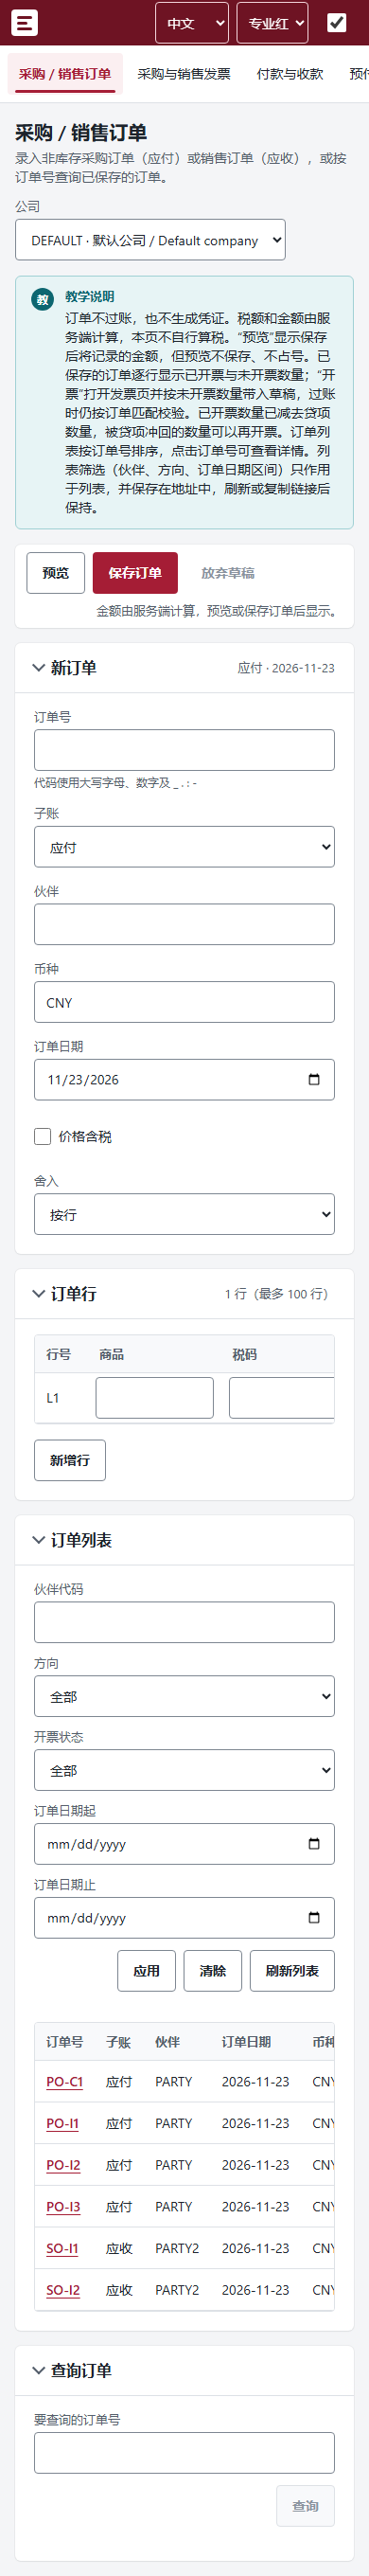 中文
专业红
采购 / 销售订单
采购与销售发票
付款与收款
预付
采购 / 销售订单
录入非库存采购订单（应付）或销售订单（应收），或按
订单号查询已保存的订单。
公司
DEFAULT · 默认公司 / Default company
教
教学说明
订单不过账，也不生成凭证。税额和金额由服
务端计算，本页不自行算税。“预览”显示保存
后将记录的金额，但预览不保存、不占号。已
保存的订单逐行显示已开票与未开票数量；“开
票”打开发票页并按未开票数量带入草稿，过账
时仍按订单匹配校验。已开票数量已减去贷项
数量，被贷项冲回的数量可以再开票。订单列
表按订单号排序，点击订单号可查看详情。列
表筛选（伙伴、方向、订单日期区间）只作用
于列表，并保存在地址中，刷新或复制链接后
保持。
预览
保存订单
放弃草稿
金额由服务端计算，预览或保存订单后显示。
新订单
应付 · 2026-11-23
订单号
代码使用大写字母、数字及 _ . : -
子账
应付
伙伴
币种
CNY
订单日期
11/23/2026
价格含税
舍入
按行
订单行
1 行（最多 100 行）
行号 商品 税码
L1
新增行
订单列表
伙伴代码
方向
全部
开票状态
全部
订单日期起
mm/dd/yyyy
订单日期止
mm/dd/yyyy
应用
清除
刷新列表
订单号 子账 伙伴 订单日期 币种
PO-C1 应付 PARTY 2026-11-23 CNY
PO-I1 应付 PARTY 2026-11-23 CNY
PO-I2 应付 PARTY 2026-11-23 CNY
PO-I3 应付 PARTY 2026-11-23 CNY
SO-I1 应收 PARTY2 2026-11-23 CNY
SO-I2 应收 PARTY2 2026-11-23 CNY
查询订单
要查询的订单号
查询